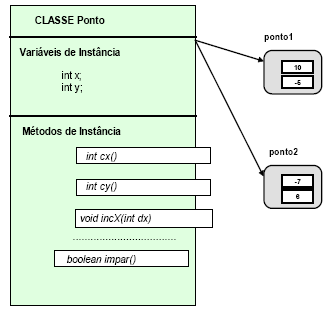 CLASSE Ponto
Variáveis de Instância
int x;
int y;
Métodos de Instância
int cx()
int cy()
void incX(int dx)
..................................
boolean impar()
ponto1
10
-5
ponto2
-7
6